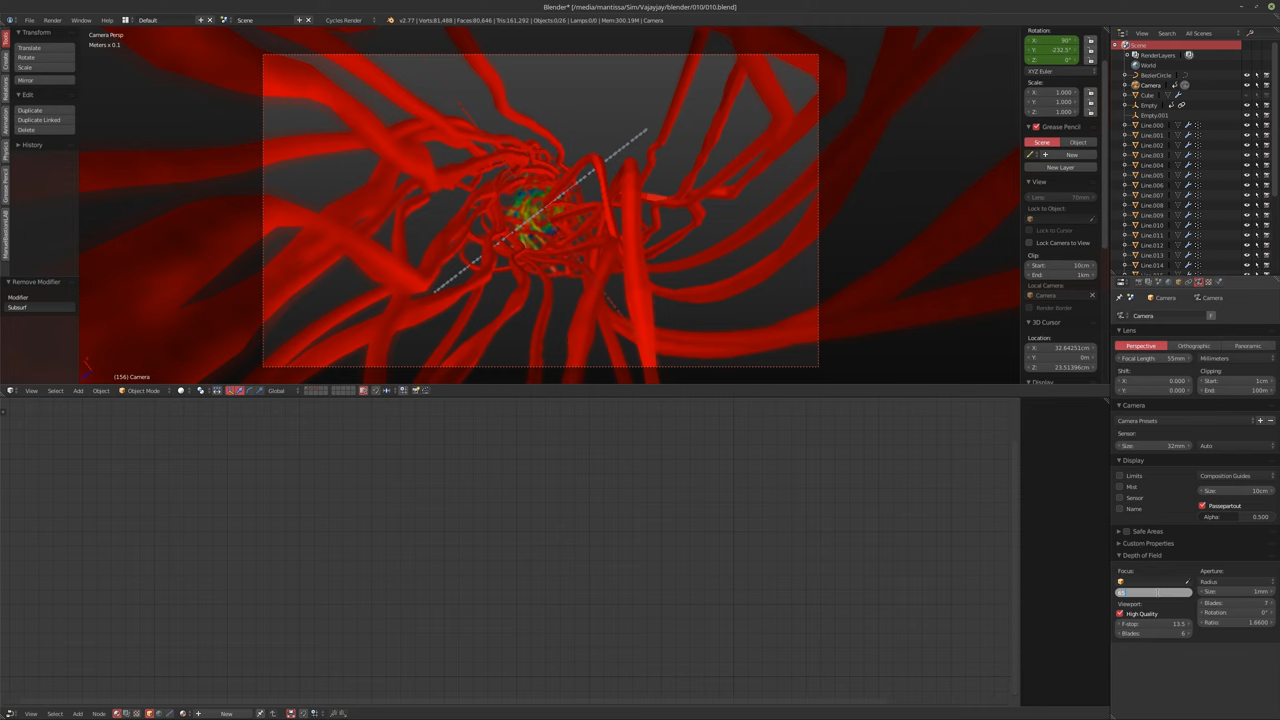 Blender* [/media/mantissa/Sim/Vajayjay/blender/010/010.blend]
File Render Window Help Default Scene Cycles Render v2.77 | Verts:81,488 | Faces:80,646 | Tris:161,292 | Objects:0/26 | Lamps:0/0 | Mem:300.19M | Camera
Transform
Translate
Rotate
Scale
Mirror
Edit
Duplicate
Duplicate Linked
Delete
History
Tools
Create
Relations
Animation
Physics
Grease Pencil
Remove Modifier
Modifier
Subsurf
Camera Persp
Meters x 0.1
(156) Camera
View Select Add Object Object Mode Global
Rotation:
X: 90°
Y: -232.5°
Z: 0°
XYZ Euler
Scale:
X: 1.000
Y: 1.000
Z: 1.000
Grease Pencil
Scene Object
New
New Layer
View
Lens: 78mm
Lock to Object:
Lock to Cursor
Lock Camera to View
Clip:
Start: 10cm
End: 1km
Local Camera:
Camera
Render Border
3D Cursor
Location:
X: 32.64251cm
Y: 0m
Z: 23.51396cm
Display
View Search All Scenes
Scene
RenderLayers
World
BezierCircle
Camera
Cube
Empty
Empty.001
Line.000
Line.001
Line.002
Line.003
Line.004
Line.005
Line.006
Line.007
Line.008
Line.009
Line.010
Line.011
Line.012
Line.013
Line.014
Camera Camera
Camera F
Lens
Perspective Orthographic Panoramic
Focal Length: 55mm Millimeters
Shift: Clipping:
X: 0.000 Start: 1cm
Y: 0.000 End: 100m
Camera
Camera Presets
Sensor:
Size: 32mm Auto
Display
Limits Composition Guides
Mist Size: 10cm
Sensor Passepartout
Name Alpha: 0.500
Safe Areas
Custom Properties
Depth of Field
Focus: Aperture:
Radius
Size: 1mm
Viewport: Blades: 7
High Quality Rotation: 0°
F-stop: 13.5 Ratio: 1.6600
Blades: 6
View Select Add Node New